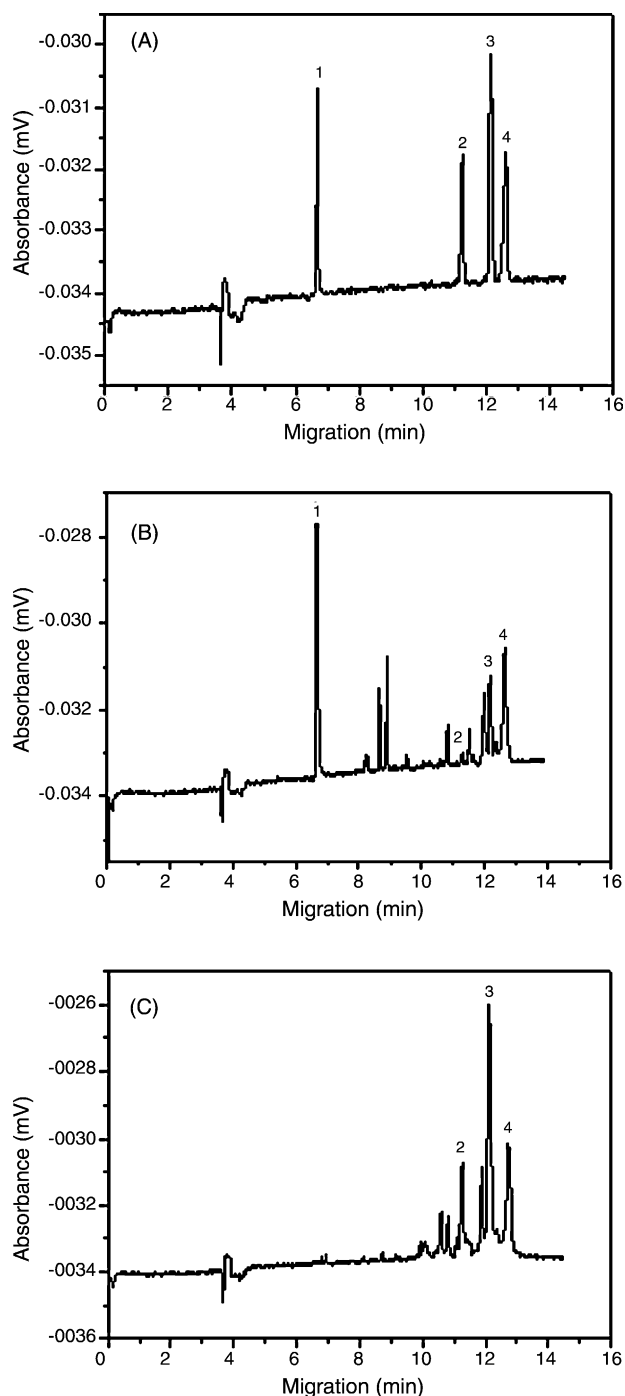 (A)
Absorbance (mV)
-0.030
-0.031
-0.032
-0.033
-0.034
-0.035
1
2
3
4
0 2 4 6 8 10 12 14 16
Migration (min)
(B)
Absorbance (mV)
-0.028
-0.030
-0.032
-0.034
1
2
3
4
0 2 4 6 8 10 12 14 16
Migration (min)
(C)
Absorbance (mV)
-0026
-0028
-0030
-0032
-0034
-0036
2
3
4
0 2 4 6 8 10 12 14 16
Migration (min)